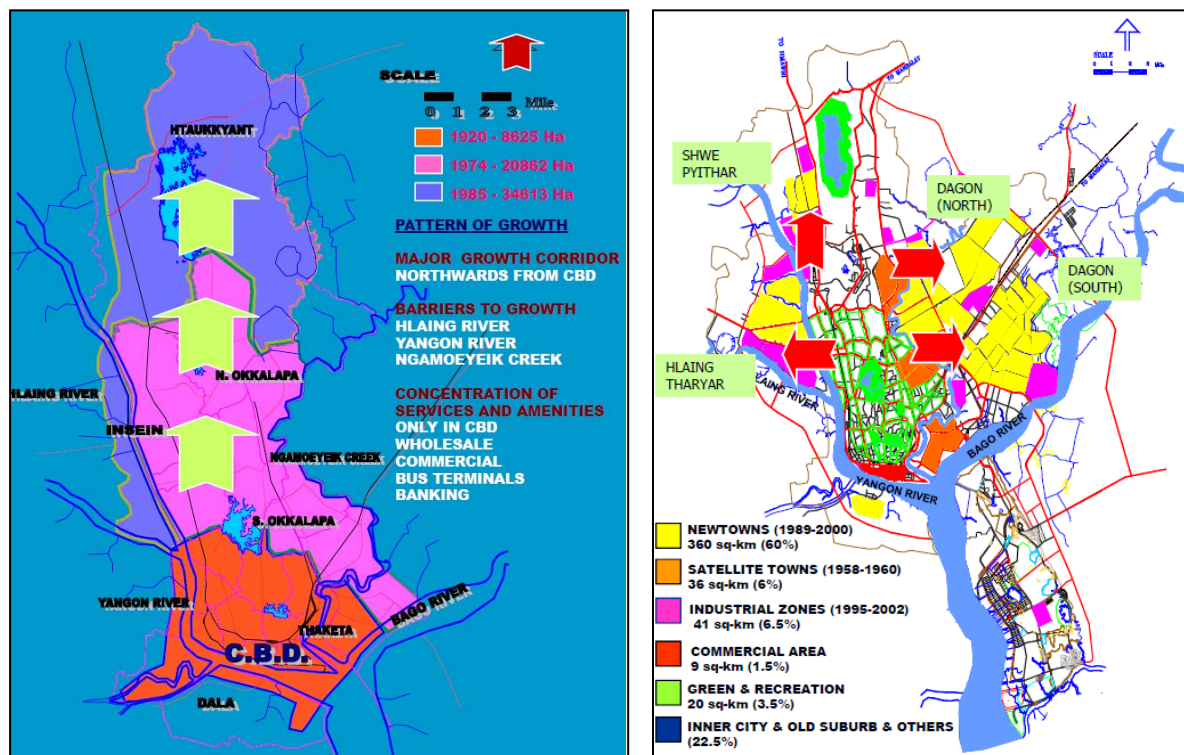 SCALE
0 1 2 3 Mile
HTAUKKYANT
1920 - 8625 Ha
1974 - 20862 Ha
1985 - 34613 Ha
PATTERN OF GROWTH
MAJOR GROWTH CORRIDOR
NORTHWARDS FROM CBD
BARRIERS TO GROWTH
HLAING RIVER
YANGON RIVER
NGAMOEYEIK CREEK
CONCENTRATION OF
SERVICES AND AMENITIES
ONLY IN CBD
WHOLESALE
COMMERCIAL
BUS TERMINALS
BANKING
N. OKKALAPA
HLAING RIVER
INSEIN
NGAMOEYEIK CREEK
S. OKKALAPA
YANGON RIVER
BAGO RIVER
THAKETA
C.B.D.
DALA
SCALE
TO MANDALAY
SHWE
PYITHAR
DAGON
(NORTH)
TO MANDALAY
DAGON
(SOUTH)
HLAING
THARYAR
HLAING RIVER
BAGO RIVER
YANGON RIVER
NEWTOWNS (1989-2000)
360 sq-km (60%)
SATELLITE TOWNS (1958-1960)
36 sq-km (6%)
INDUSTRIAL ZONES (1995-2002)
41 sq-km (6.5%)
COMMERCIAL AREA
9 sq-km (1.5%)
GREEN & RECREATION
20 sq-km (3.5%)
INNER CITY & OLD SUBURB & OTHERS
(22.5%)